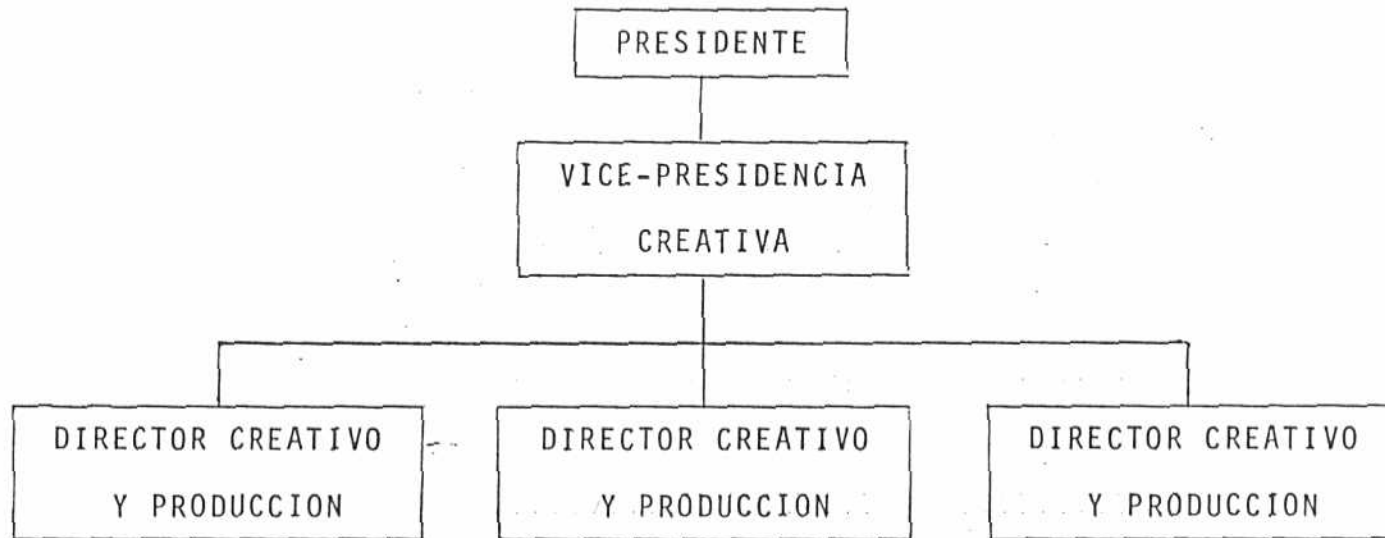 PRESIDENTE
VICE-PRESIDENCIA
CREATIVA
DIRECTOR CREATIVO
Y PRODUCCION
DIRECTOR CREATIVO
Y PRODUCCION
DIRECTOR CREATIVO
Y PRODUCCION